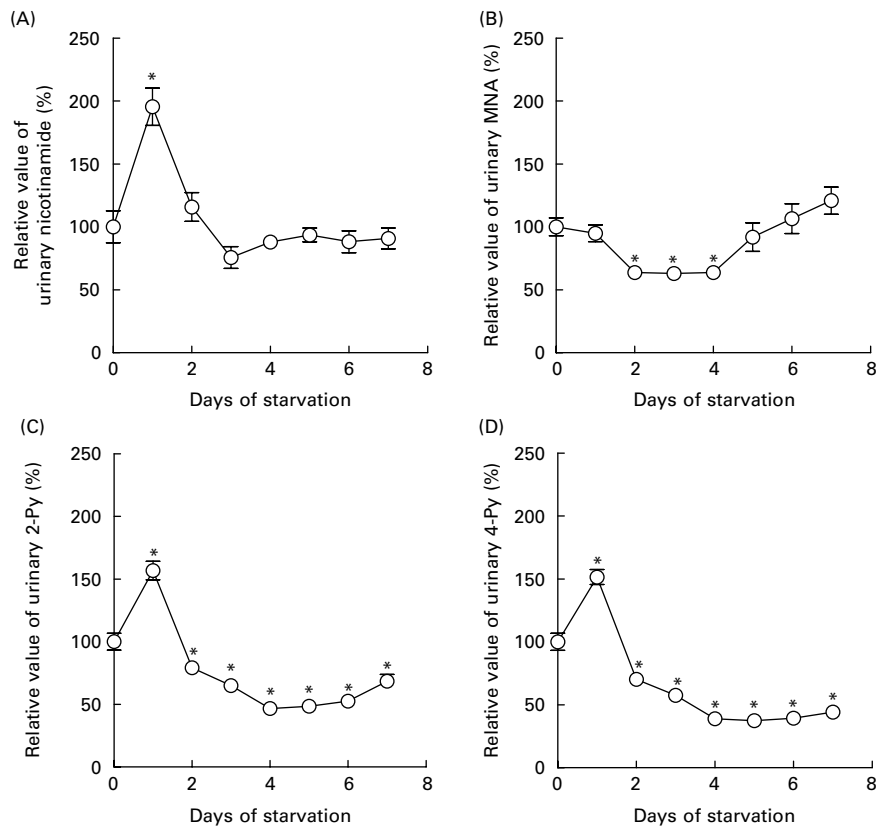 (A)
Relative value of
urinary nicotinamide (%)
250
200
150
100
50
0
*
0 2 4 6 8
Days of starvation
(B)
Relative value of urinary MNA (%)
250
200
150
100
50
0
* * *
0 2 4 6 8
Days of starvation
(C)
Relative value of urinary 2-Py (%)
250
200
150
100
50
0
* * * * * * *
0 2 4 6 8
Days of starvation
(D)
Relative value of urinary 4-Py (%)
250
200
150
100
50
0
* * * * * * *
0 2 4 6 8
Days of starvation